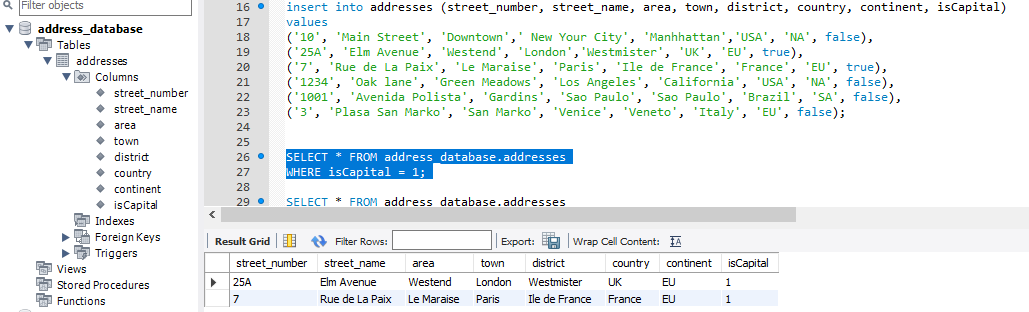 Filter objects
address_database
Tables
addresses
Columns
street_number
street_name
area
town
district
country
continent
isCapital
Indexes
Foreign Keys
Triggers
Views
Stored Procedures
Functions
16 insert into addresses (street_number, street_name, area, town, district, country, continent, isCapital)
17 values
18 ('10', 'Main Street', 'Downtown',' New Your City', 'Manhhattan','USA', 'NA', false),
19 ('25A', 'Elm Avenue', 'Westend', 'London','Westmister', 'UK', 'EU', true),
20 ('7', 'Rue de La Paix', 'Le Maraise', 'Paris', 'Ile de France', 'France', 'EU', true),
21 ('1234', 'Oak lane', 'Green Meadows', 'Los Angeles', 'California', 'USA', 'NA', false),
22 ('1001', 'Avenida Polista', 'Gardins', 'Sao Paulo', 'Sao Paulo', 'Brazil', 'SA', false),
23 ('3', 'Plasa San Marko', 'San Marko', 'Venice', 'Veneto', 'Italy', 'EU', false);
24
25
26 SELECT * FROM address_database.addresses
27 WHERE isCapital = 1;
28
29 SELECT * FROM address_database.addresses
Result Grid Filter Rows: Export: Wrap Cell Content:
street_number street_name area town district country continent isCapital
25A Elm Avenue Westend London Westmister UK EU 1
7 Rue de La Paix Le Maraise Paris Ile de France France EU 1